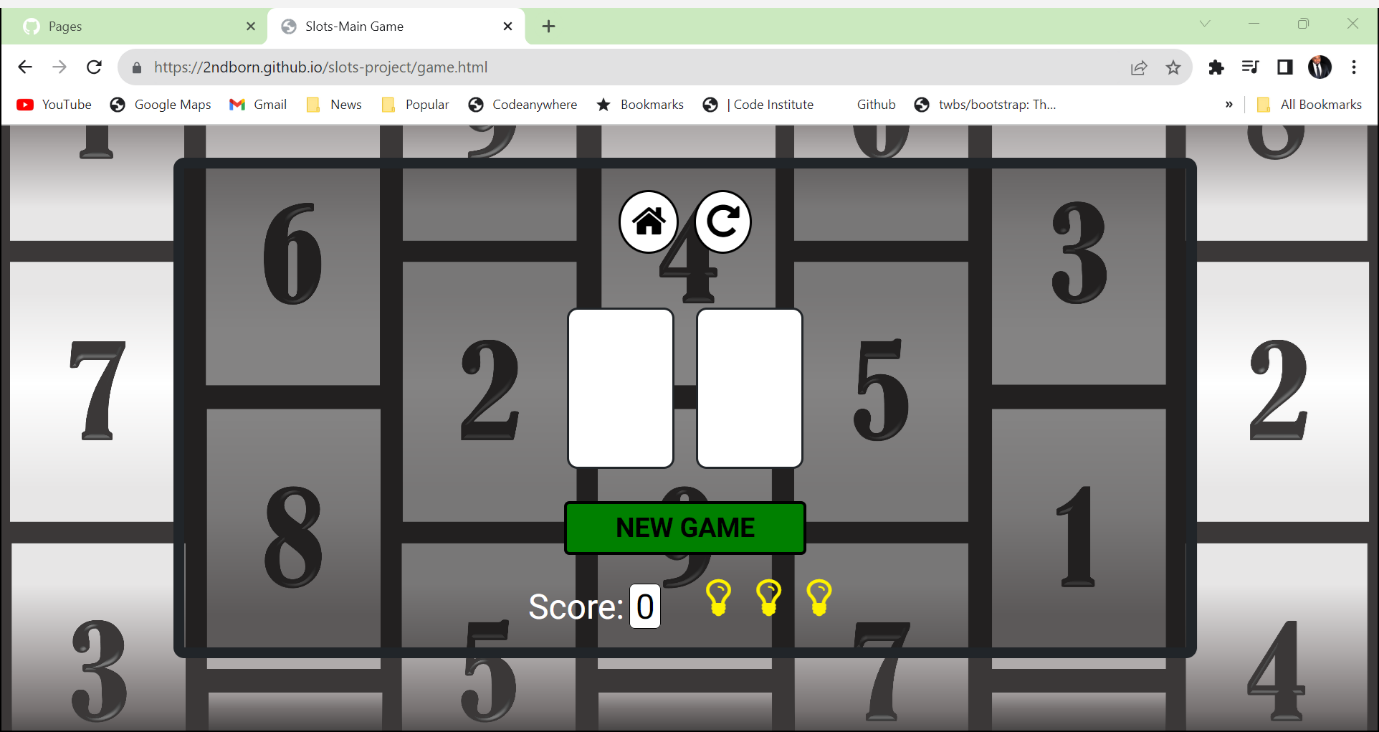 Pages
Slots-Main Game
https://2ndborn.github.io/slots-project/game.html
YouTube Google Maps Gmail News Popular Codeanywhere Bookmarks | Code Institute Github twbs/bootstrap: Th... » All Bookmarks
1 9 6 8
6 4 3
7 2 5 2
8 9 1
NEW GAME
Score: 0
3 5 7 4